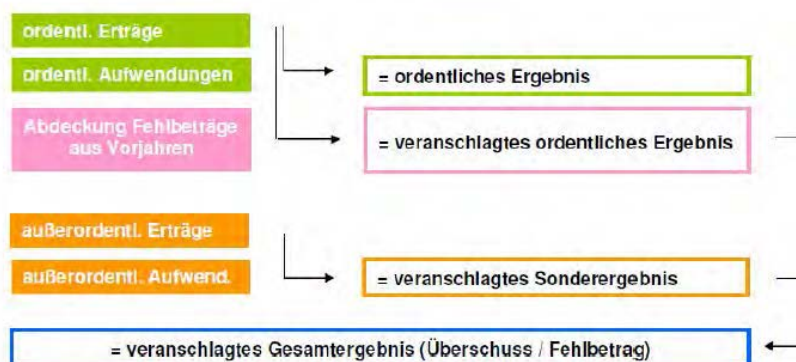 ordentl. Erträge
ordentl. Aufwendungen
= ordentliches Ergebnis
Abdeckung Fehlbeträge
aus Vorjahren
= veranschlagtes ordentliches Ergebnis
außerordentl. Erträge
außerordentl. Aufwend.
= veranschlagtes Sonderergebnis
= veranschlagtes Gesamtergebnis (Überschuss / Fehlbetrag)